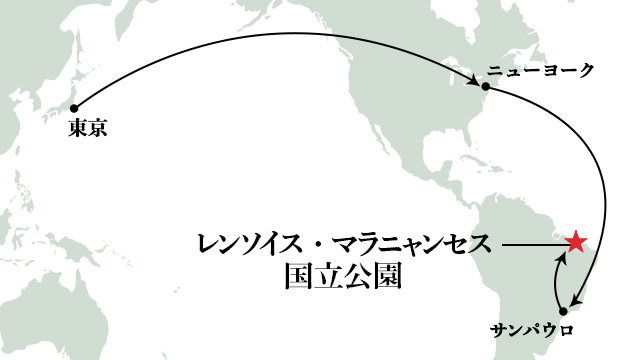 ニューヨーク
東京
レンソイス・マラニャンセス
国立公園
サンパウロ